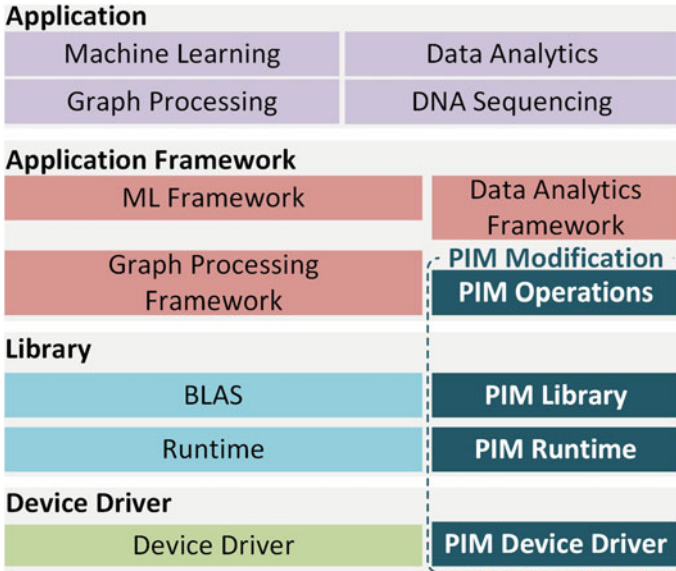 Application
Machine Learning
Data Analytics
Graph Processing
DNA Sequencing
Application Framework
ML Framework
Data Analytics
Framework
Graph Processing
Framework
PIM Modification
PIM Operations
Library
BLAS
PIM Library
Runtime
PIM Runtime
Device Driver
Device Driver
PIM Device Driver